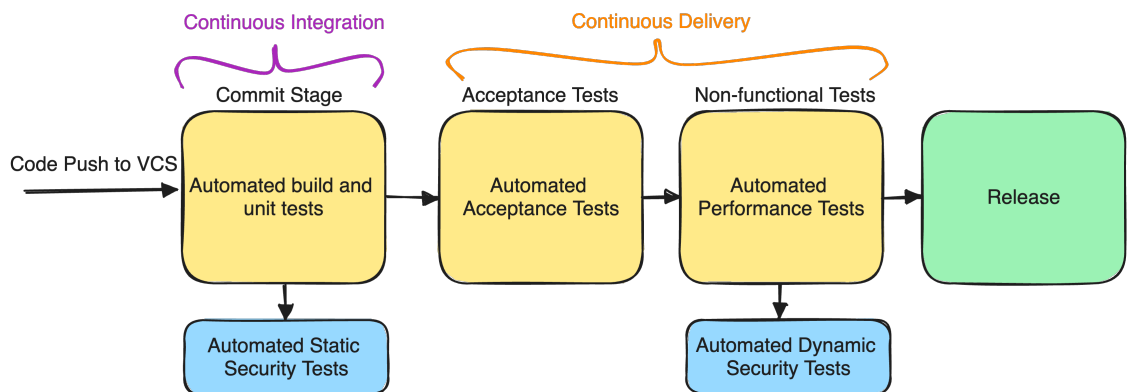 Continuous Integration
Continuous Delivery
Commit Stage
Acceptance Tests
Non-functional Tests
Code Push to VCS
Automated build and
unit tests
Automated
Acceptance Tests
Automated
Performance Tests
Release
Automated Static
Security Tests
Automated Dynamic
Security Tests